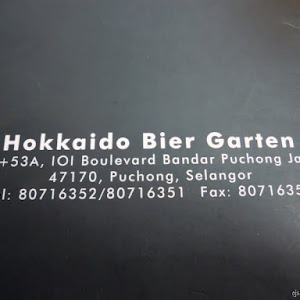 Hokkaido Bier Garten
+53A, IOI Boulevard Bandar Puchong Ja
47170, Puchong, Selangor
l: 80716352/80716351 Fax: 8071635